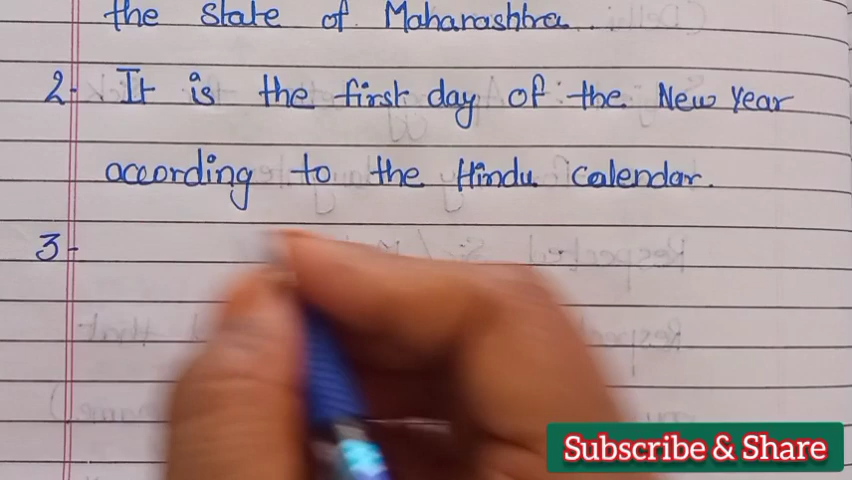 the state of Maharashtra.
2- It is the first day of the New Year
according to the Hindu calendar.
3-
Subscribe & Share